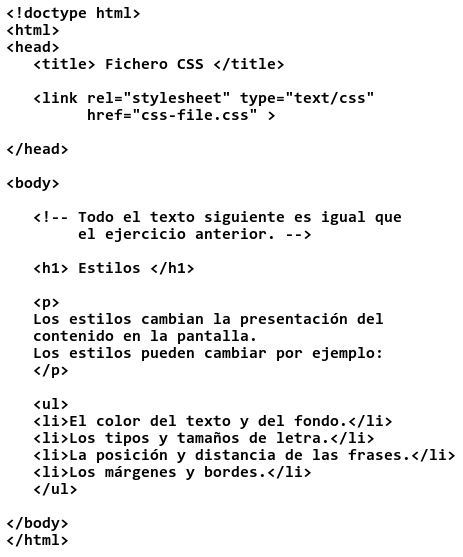 <!doctype html>
<html>
<head>
   <title> Fichero CSS </title>

   <link rel="stylesheet" type="text/css"
         href="css-file.css" >

</head>

<body>

   <!-- Todo el texto siguiente es igual que
        el ejercicio anterior. -->

   <h1> Estilos </h1>

   <p>
   Los estilos cambian la presentación del
   contenido en la pantalla.
   Los estilos pueden cambiar por ejemplo:
   </p>

   <ul>
   <li>El color del texto y del fondo.</li>
   <li>Los tipos y tamaños de letra.</li>
   <li>La posición y distancia de las frases.</li>
   <li>Los márgenes y bordes.</li>
   </ul>

</body>
</html>